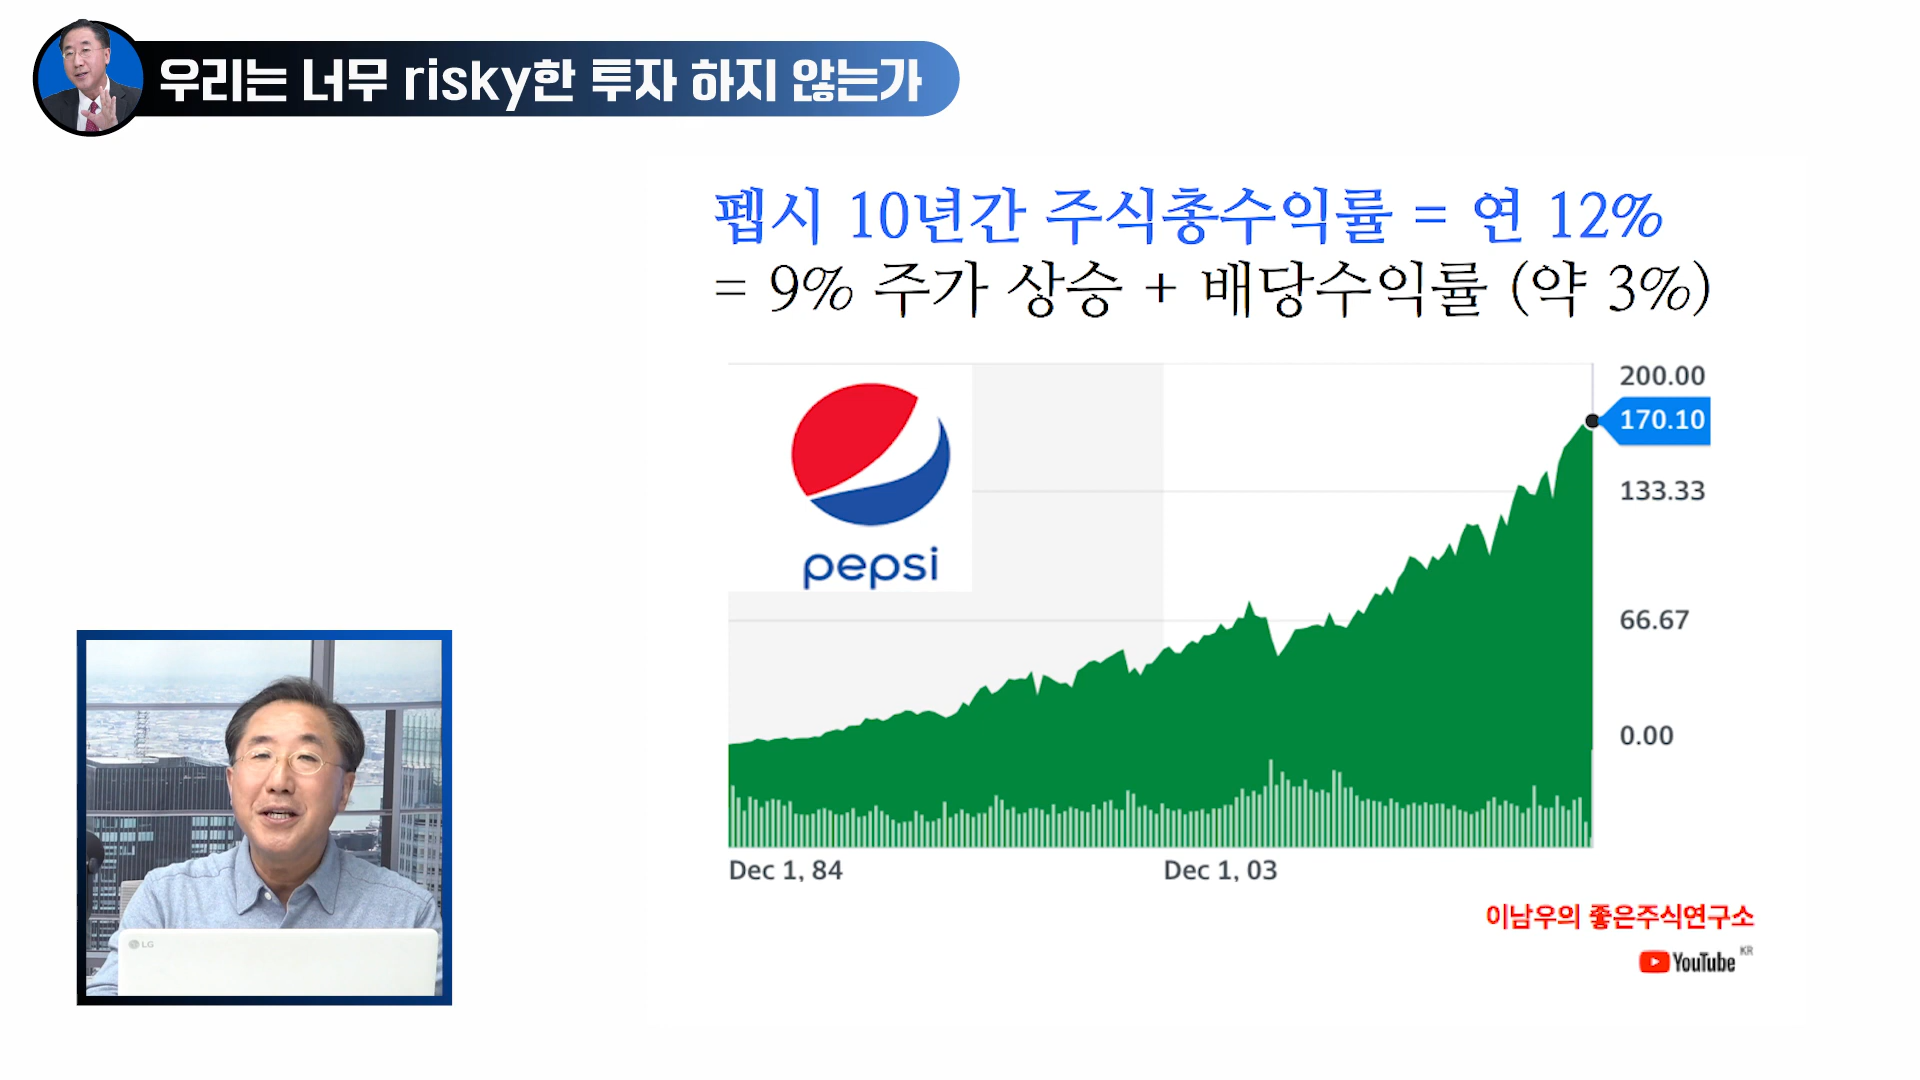 우리는 너무 risky한 투자 하지 않는가
펩시 10년간 주식총수익률 = 연 12%
= 9% 주가 상승 + 배당수익률 (약 3%)
200.00
170.10
133.33
66.67
0.00
pepsi
Dec 1, 84
Dec 1, 03
LG
이남우의 좋은주식연구소
YouTube KR